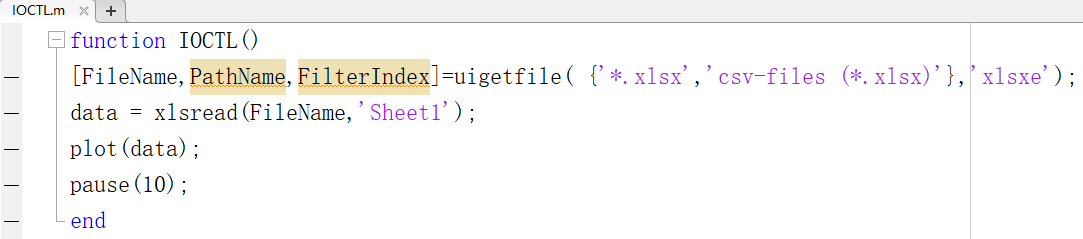 IOCTL.m
function IOCTL()
[FileName,PathName,FilterIndex]=uigetfile( {'*.xlsx','csv-files (*.xlsx)'},'xlsxe');
data = xlsread(FileName,'Sheet1');
plot(data);
pause(10);
end